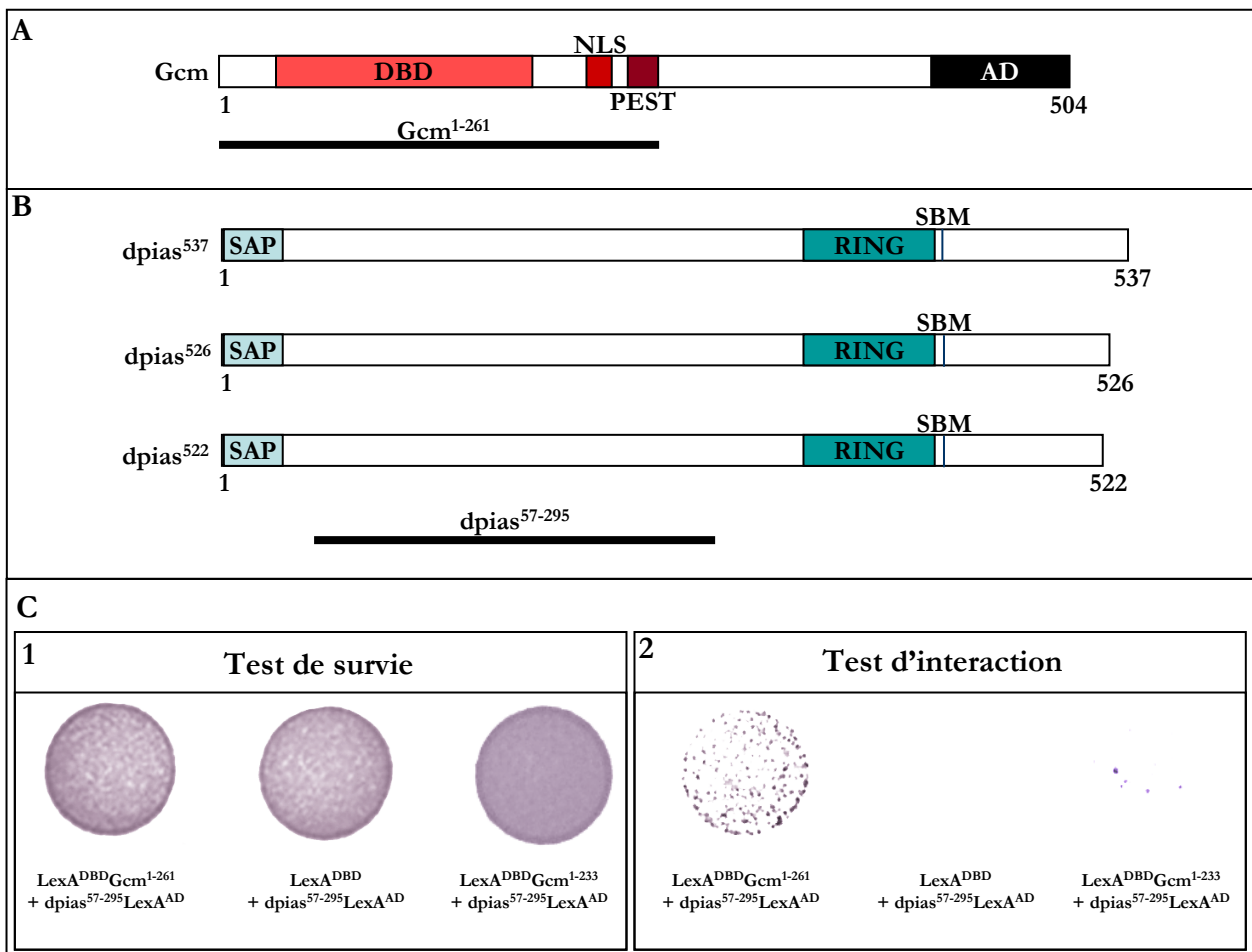 A
NLS
Gcm DBD AD
PEST
1 504
Gcm1-261
B
SBM
dpias537 SAP RING
1 537
SBM
dpias526 SAP RING
1 526
SBM
dpias522 SAP RING
1 522
dpias57-295
C
1 Test de survie
LexADBDGcm1-261
+ dpias57-295LexAAD
LexADBD
+ dpias57-295LexAAD
LexADBDGcm1-233
+ dpias57-295LexAAD
2 Test d'interaction
LexADBDGcm1-261
+ dpias57-295LexAAD
LexADBD
+ dpias57-295LexAAD
LexADBDGcm1-233
+ dpias57-295LexAAD